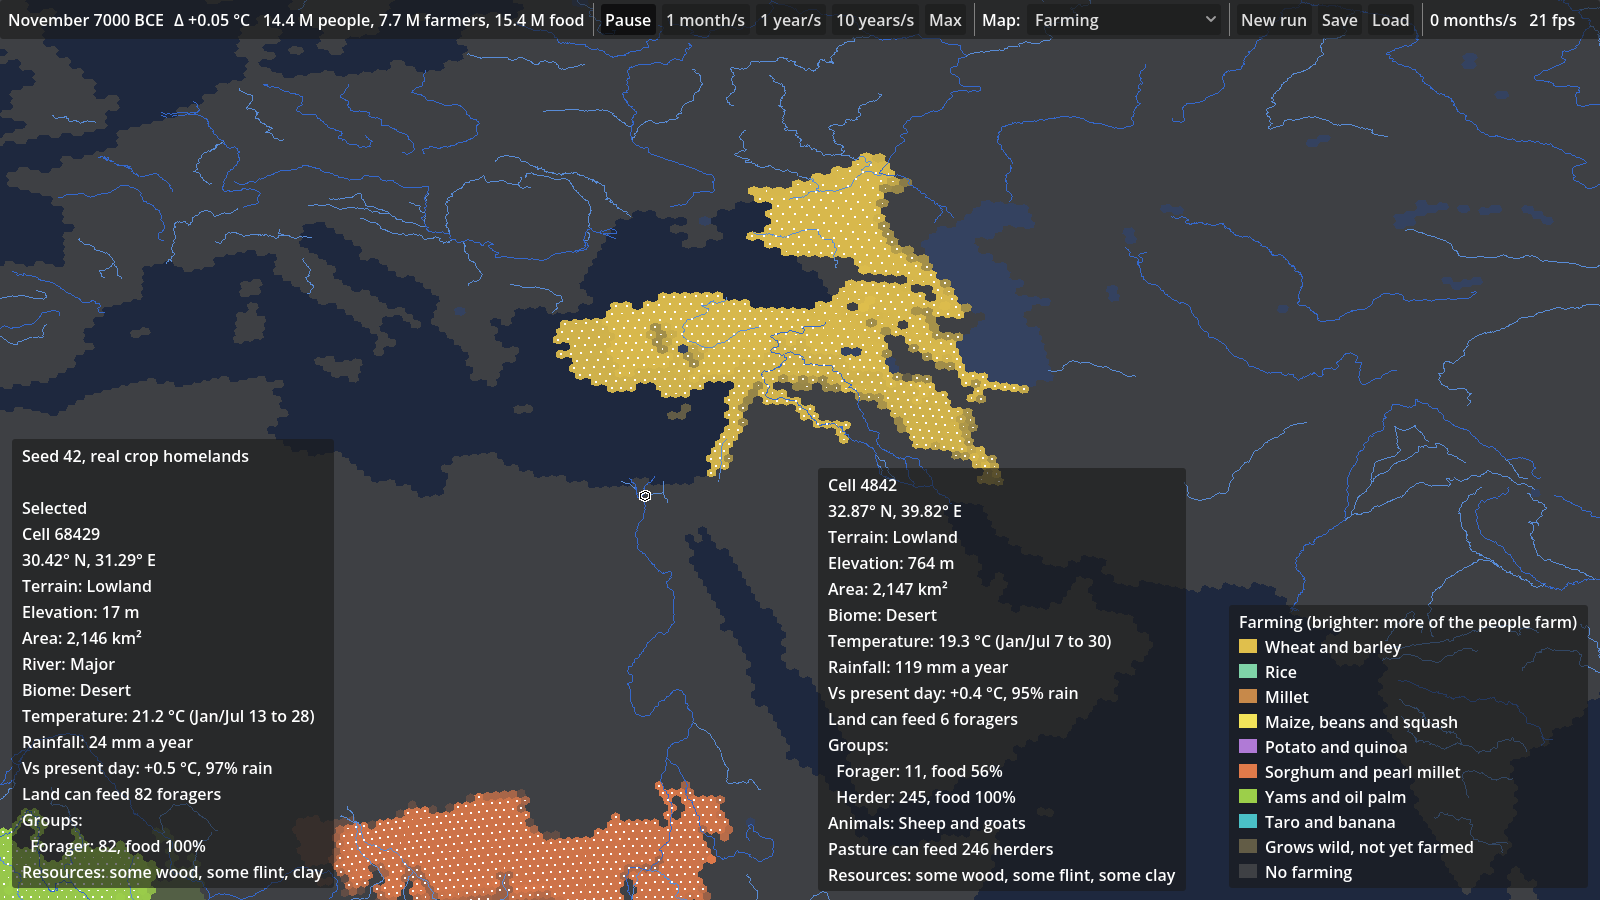 November 7000 BCE  Δ +0.05 °C  14.4 M people, 7.7 M farmers, 15.4 M food  Pause  1 month/s  1 year/s  10 years/s  Max  Map:  Farming  New run  Save  Load  0 months/s  21 fps
Seed 42, real crop homelands
Selected
Cell 68429
30.42° N, 31.29° E
Terrain: Lowland
Elevation: 17 m
Area: 2,146 km²
River: Major
Biome: Desert
Temperature: 21.2 °C (Jan/Jul 13 to 28)
Rainfall: 24 mm a year
Vs present day: +0.5 °C, 97% rain
Land can feed 82 foragers
Groups:
Forager: 82, food 100%
Resources: some wood, some flint, clay
Cell 4842
32.87° N, 39.82° E
Terrain: Lowland
Elevation: 764 m
Area: 2,147 km²
Biome: Desert
Temperature: 19.3 °C (Jan/Jul 7 to 30)
Rainfall: 119 mm a year
Vs present day: +0.4 °C, 95% rain
Land can feed 6 foragers
Groups:
Forager: 11, food 56%
Herder: 245, food 100%
Animals: Sheep and goats
Pasture can feed 246 herders
Resources: some wood, some flint, some clay
Farming (brighter: more of the people farm)
Wheat and barley
Rice
Millet
Maize, beans and squash
Potato and quinoa
Sorghum and pearl millet
Yams and oil palm
Taro and banana
Grows wild, not yet farmed
No farming